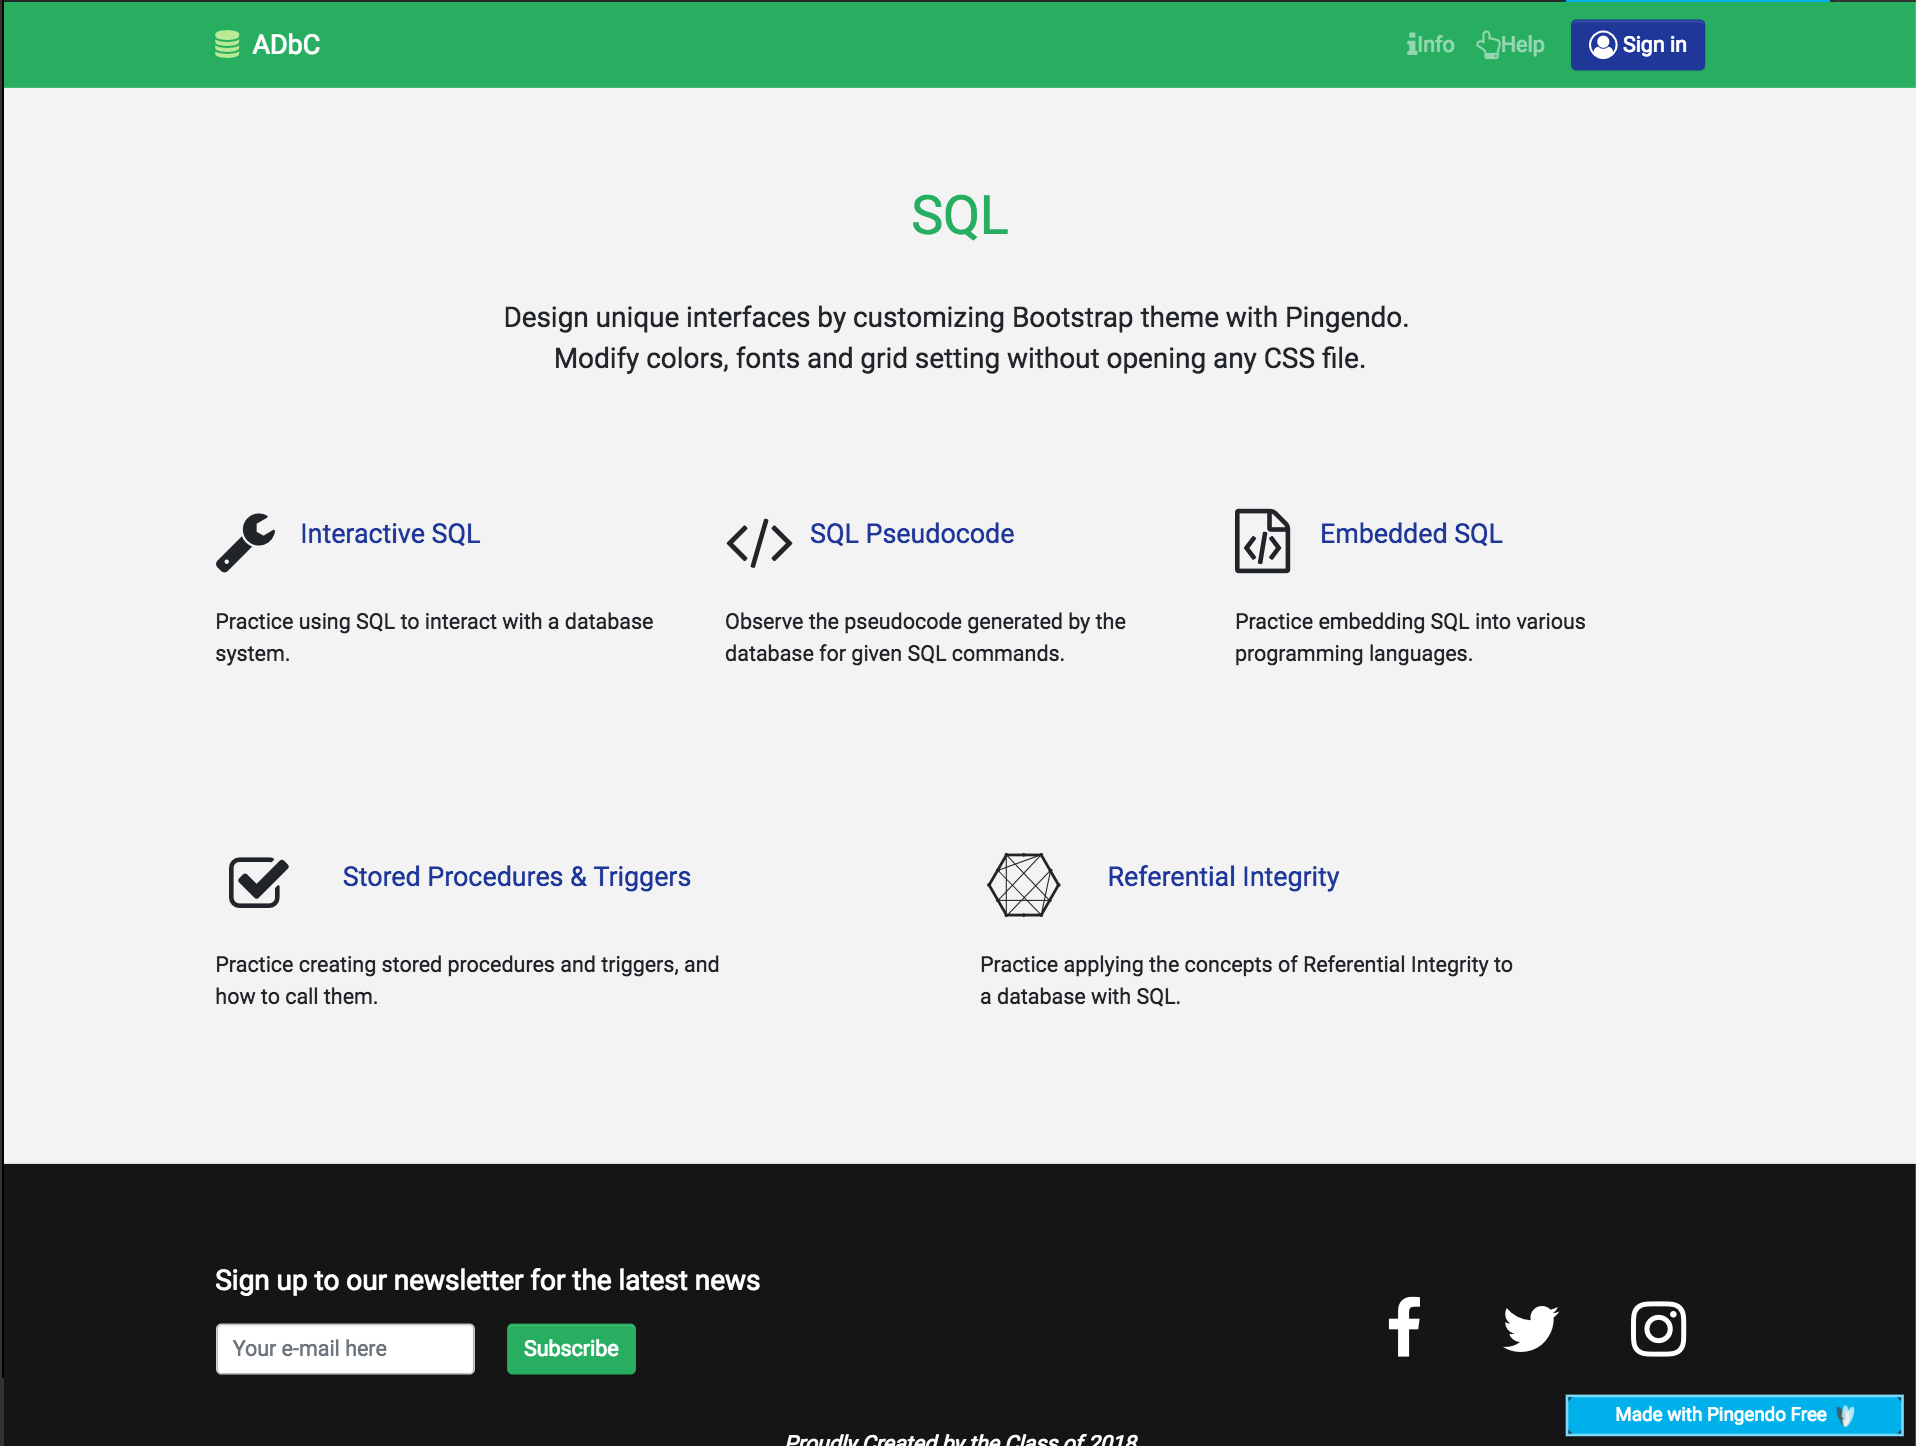 ADbC
Info
Help
Sign in
SQL
Design unique interfaces by customizing Bootstrap theme with Pingendo.
Modify colors, fonts and grid setting without opening any CSS file.
Interactive SQL
Practice using SQL to interact with a database
system.
SQL Pseudocode
Observe the pseudocode generated by the
database for given SQL commands.
Embedded SQL
Practice embedding SQL into various
programming languages.
Stored Procedures & Triggers
Practice creating stored procedures and triggers, and
how to call them.
Referential Integrity
Practice applying the concepts of Referential Integrity to
a database with SQL.
Sign up to our newsletter for the latest news
Your e-mail here
Subscribe
Made with Pingendo Free
Proudly Created by the Class of 2018